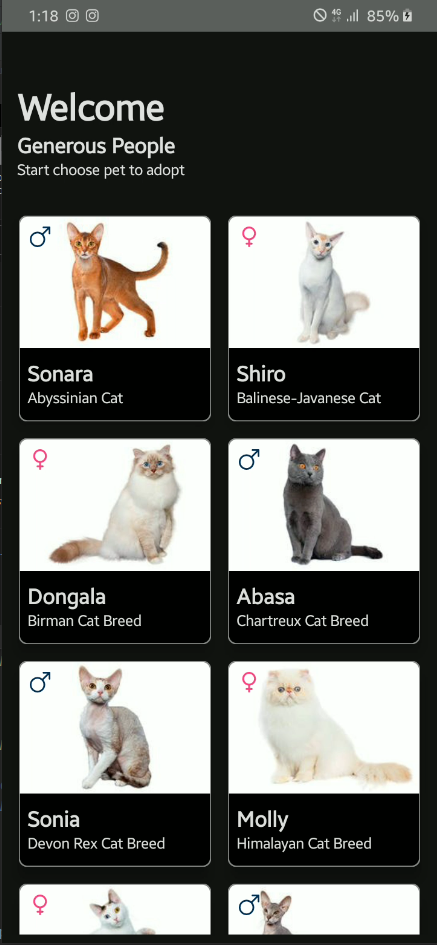 1:18 4G 85%
Welcome
Generous People
Start choose pet to adopt
Sonara
Abyssinian Cat
Shiro
Balinese-Javanese Cat
Dongala
Birman Cat Breed
Abasa
Chartreux Cat Breed
Sonia
Devon Rex Cat Breed
Molly
Himalayan Cat Breed